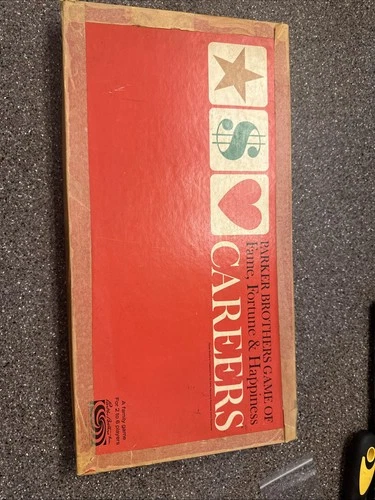 $
PARKER BROTHERS GAME OF
Fame, Fortune & Happiness
CAREERS
A family game
For 2 to 6 players